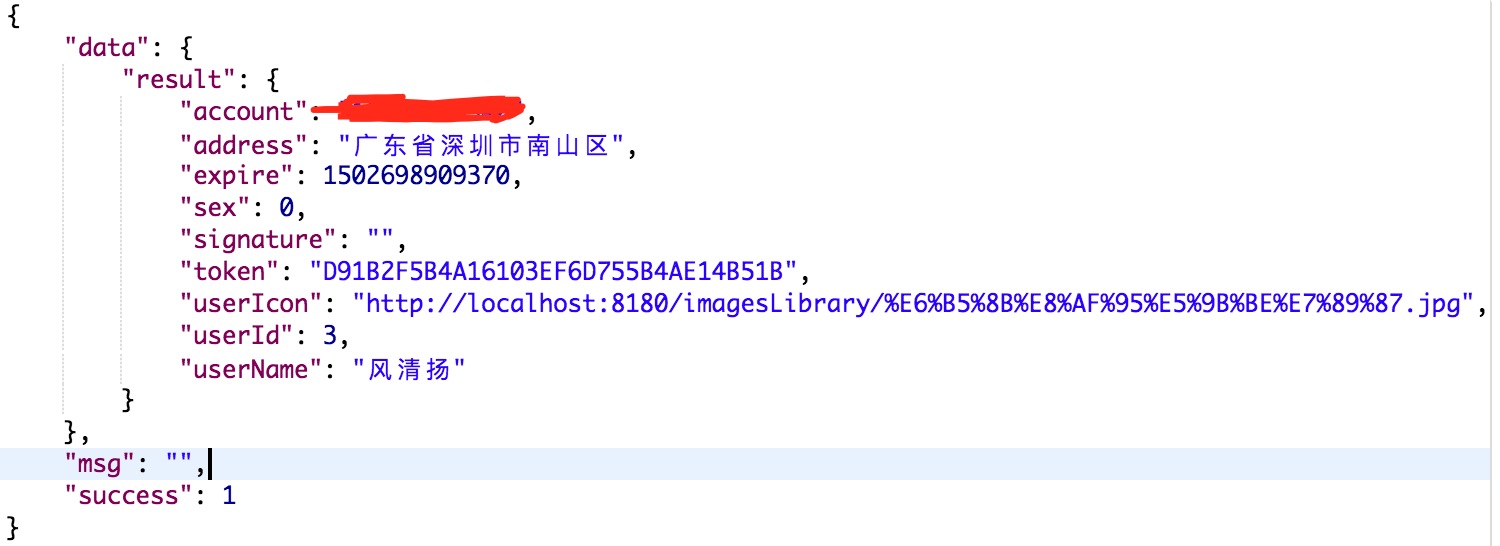 {
"data": {
"result": {
"account": ,
"address": "广东省深圳市南山区",
"expire": 1502698909370,
"sex": 0,
"signature": "",
"token": "D91B2F5B4A16103EF6D755B4AE14B51B",
"userIcon": "http://localhost:8180/imagesLibrary/%E6%B5%8B%E8%AF%95%E5%9B%BE%E7%89%87.jpg",
"userId": 3,
"userName": "风清扬"
}
},
"msg": "",
"success": 1
}